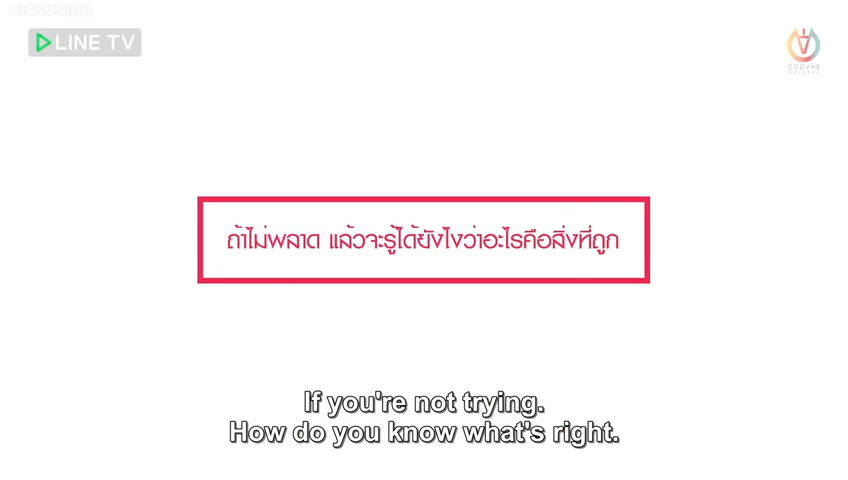 LINE TV
copy a
ถ้าไม่พลาด แล้วจะรู้ได้ยังไงว่าอะไรคือสิ่งที่ถูก
If you're not trying.
How do you know what's right.